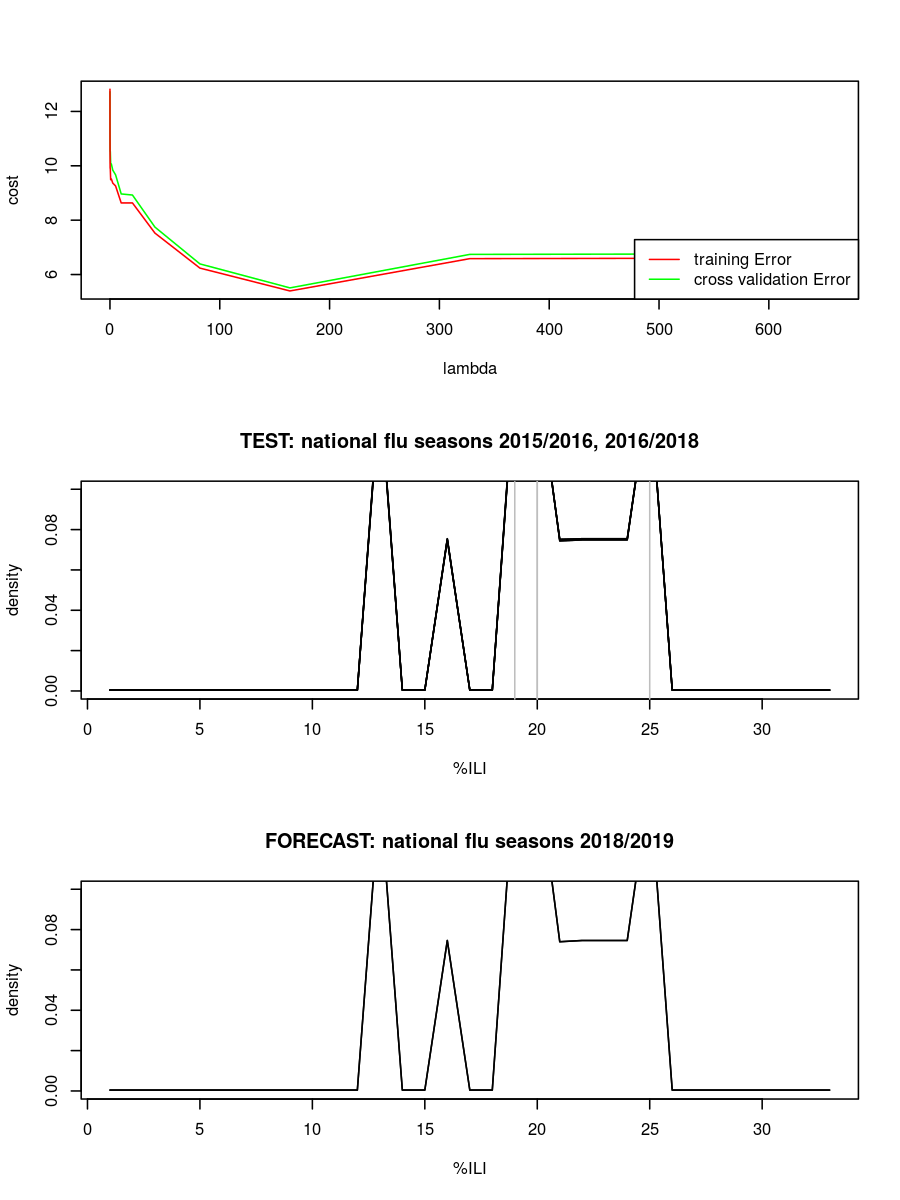 12
10
8
6
cost
training Error
cross validation Error
0 100 200 300 400 500 600
lambda
TEST: national flu seasons 2015/2016, 2016/2018
0.08
0.04
0.00
density
0 5 10 15 20 25 30
%ILI
FORECAST: national flu seasons 2018/2019
0.08
0.04
0.00
density
0 5 10 15 20 25 30
%ILI